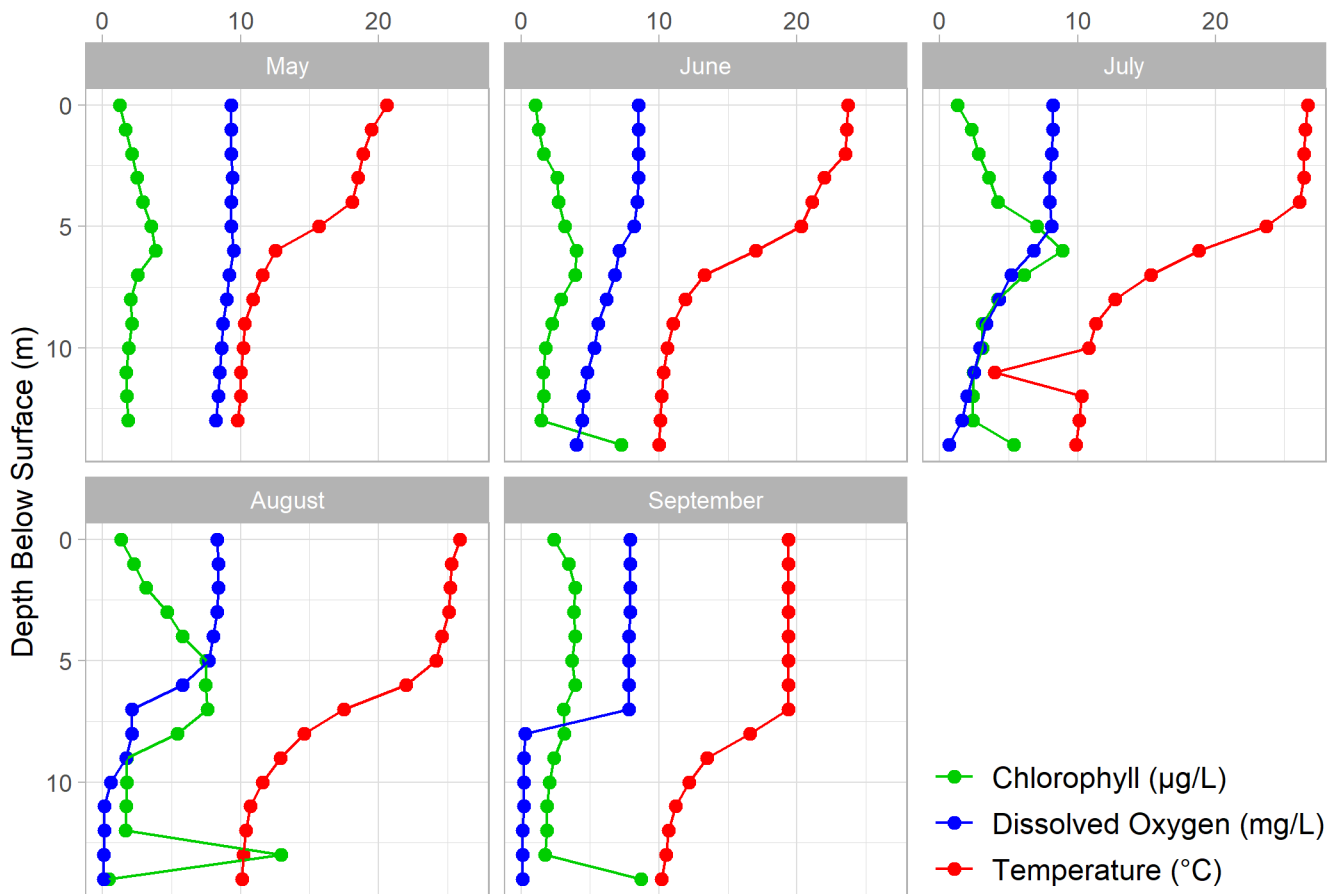 0 10 20 0 10 20 0 10 20
May June July
0
5
10
August September
0
5
10
Depth Below Surface (m)
Chlorophyll (µg/L)
Dissolved Oxygen (mg/L)
Temperature (°C)